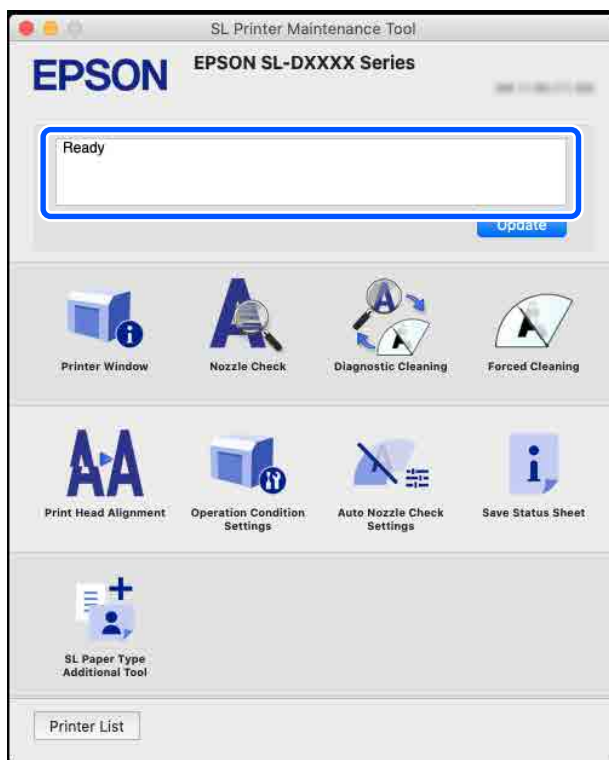 SL Printer Maintenance Tool
EPSON
EPSON SL-DXXXX Series
Ready
Update
Printer Window
Nozzle Check
Diagnostic Cleaning
Forced Cleaning
Print Head Alignment
Operation Condition
Settings
Auto Nozzle Check
Settings
Save Status Sheet
SL Paper Type
Additional Tool
Printer List